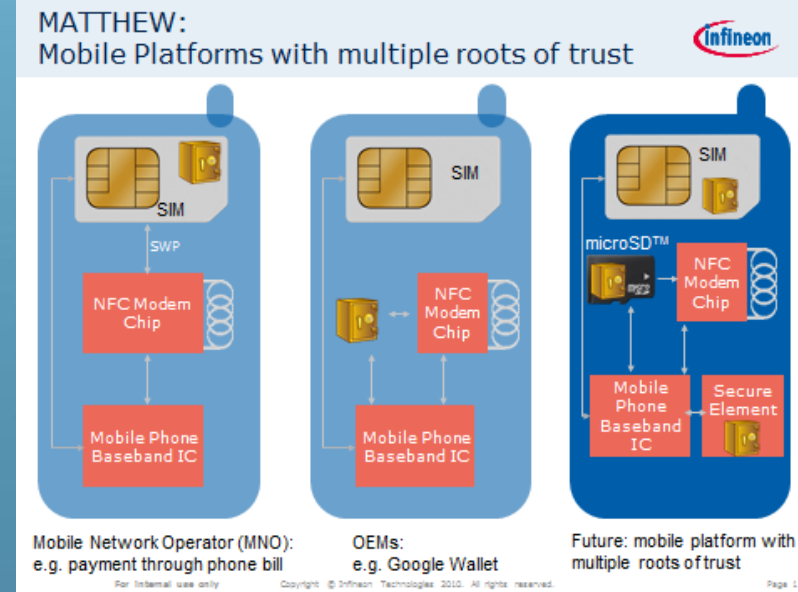 MATTHEW:
Mobile Platforms with multiple roots of trust
infineon
SIM
SWP
NFC Modem
Chip
Mobile Phone
Baseband IC
SIM
NFC
Modem
Chip
Mobile Phone
Baseband IC
SIM
microSD™
NFC
Modem
Chip
Mobile
Phone
Baseband
IC
Secure
Element
Mobile Network Operator (MNO):
e.g. payment through phone bill
OEMs:
e.g. Google Wallet
Future: mobile platform with
multiple roots of trust
For internal use only
Copyright © Infineon Technologies 2010. All rights reserved.
Page 1